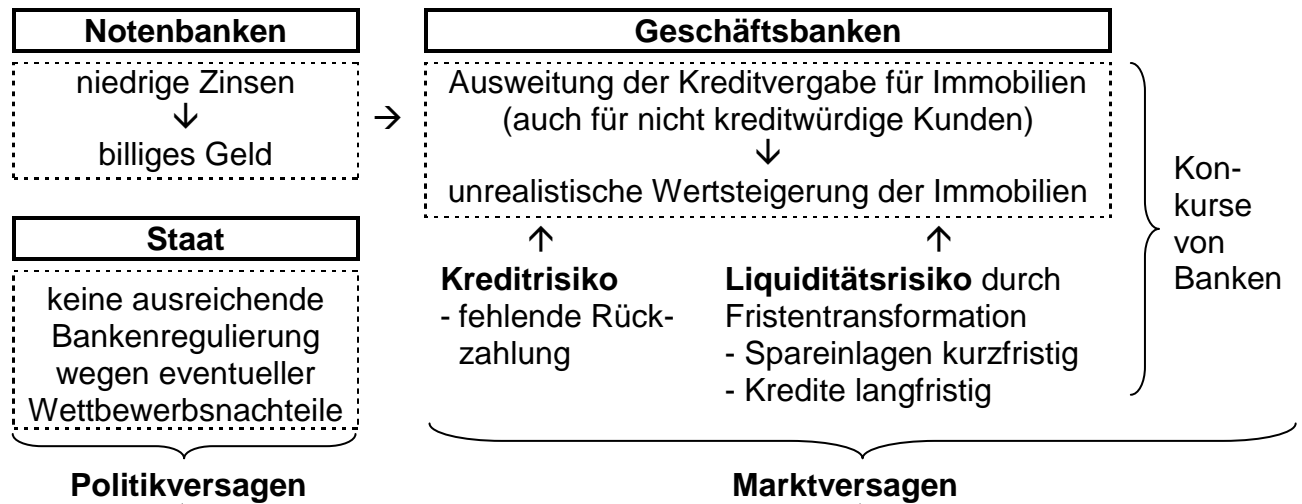 Notenbanken
niedrige Zinsen
↓
billiges Geld
→
Staat
keine ausreichende
Bankenregulierung
wegen eventueller
Wettbewerbsnachteile
Politikversagen
Geschäftsbanken
Ausweitung der Kreditvergabe für Immobilien
(auch für nicht kreditwürdige Kunden)
↓
unrealistische Wertsteigerung der Immobilien
↑
Kreditrisiko
- fehlende Rück-
zahlung
↑
Liquiditätsrisiko durch
Fristentransformation
- Spareinlagen kurzfristig
- Kredite langfristig
Kon-
kurse
von
Banken
Marktversagen